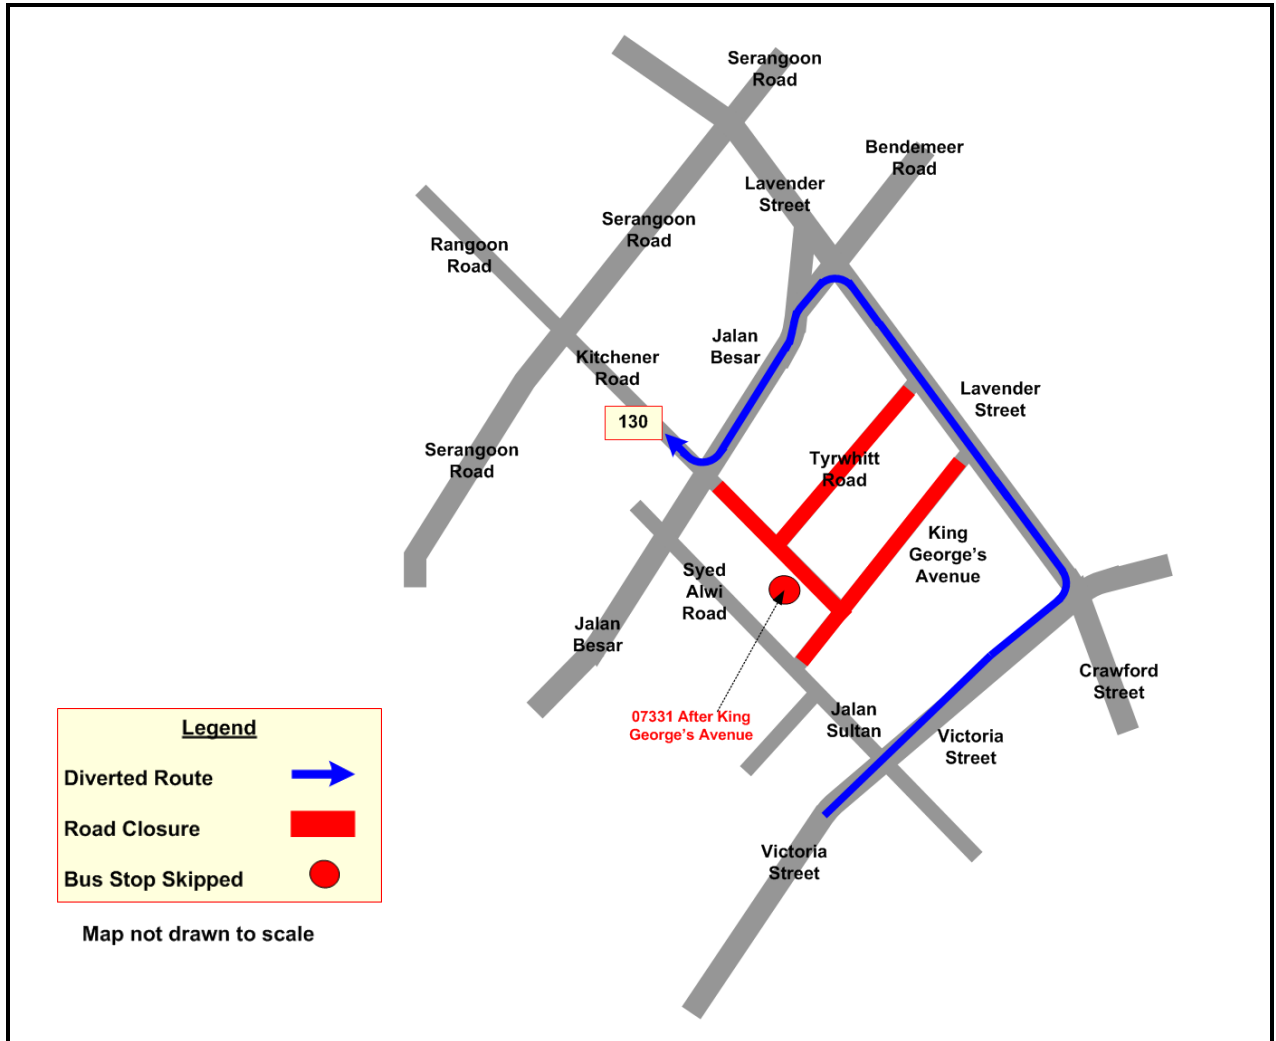 Serangoon
Road
Bendemeer
Road
Lavender
Street
Serangoon
Road
Rangoon
Road
Jalan
Besar
Kitchener
Road
Lavender
Street
130
Serangoon
Road
Tyrwhitt
Road
King
George's
Avenue
Syed
Alwi
Road
Jalan
Besar
Crawford
Street
07331 After King
George's Avenue
Jalan
Sultan
Victoria
Street
Victoria
Street
Legend
Diverted Route
Road Closure
Bus Stop Skipped
Map not drawn to scale